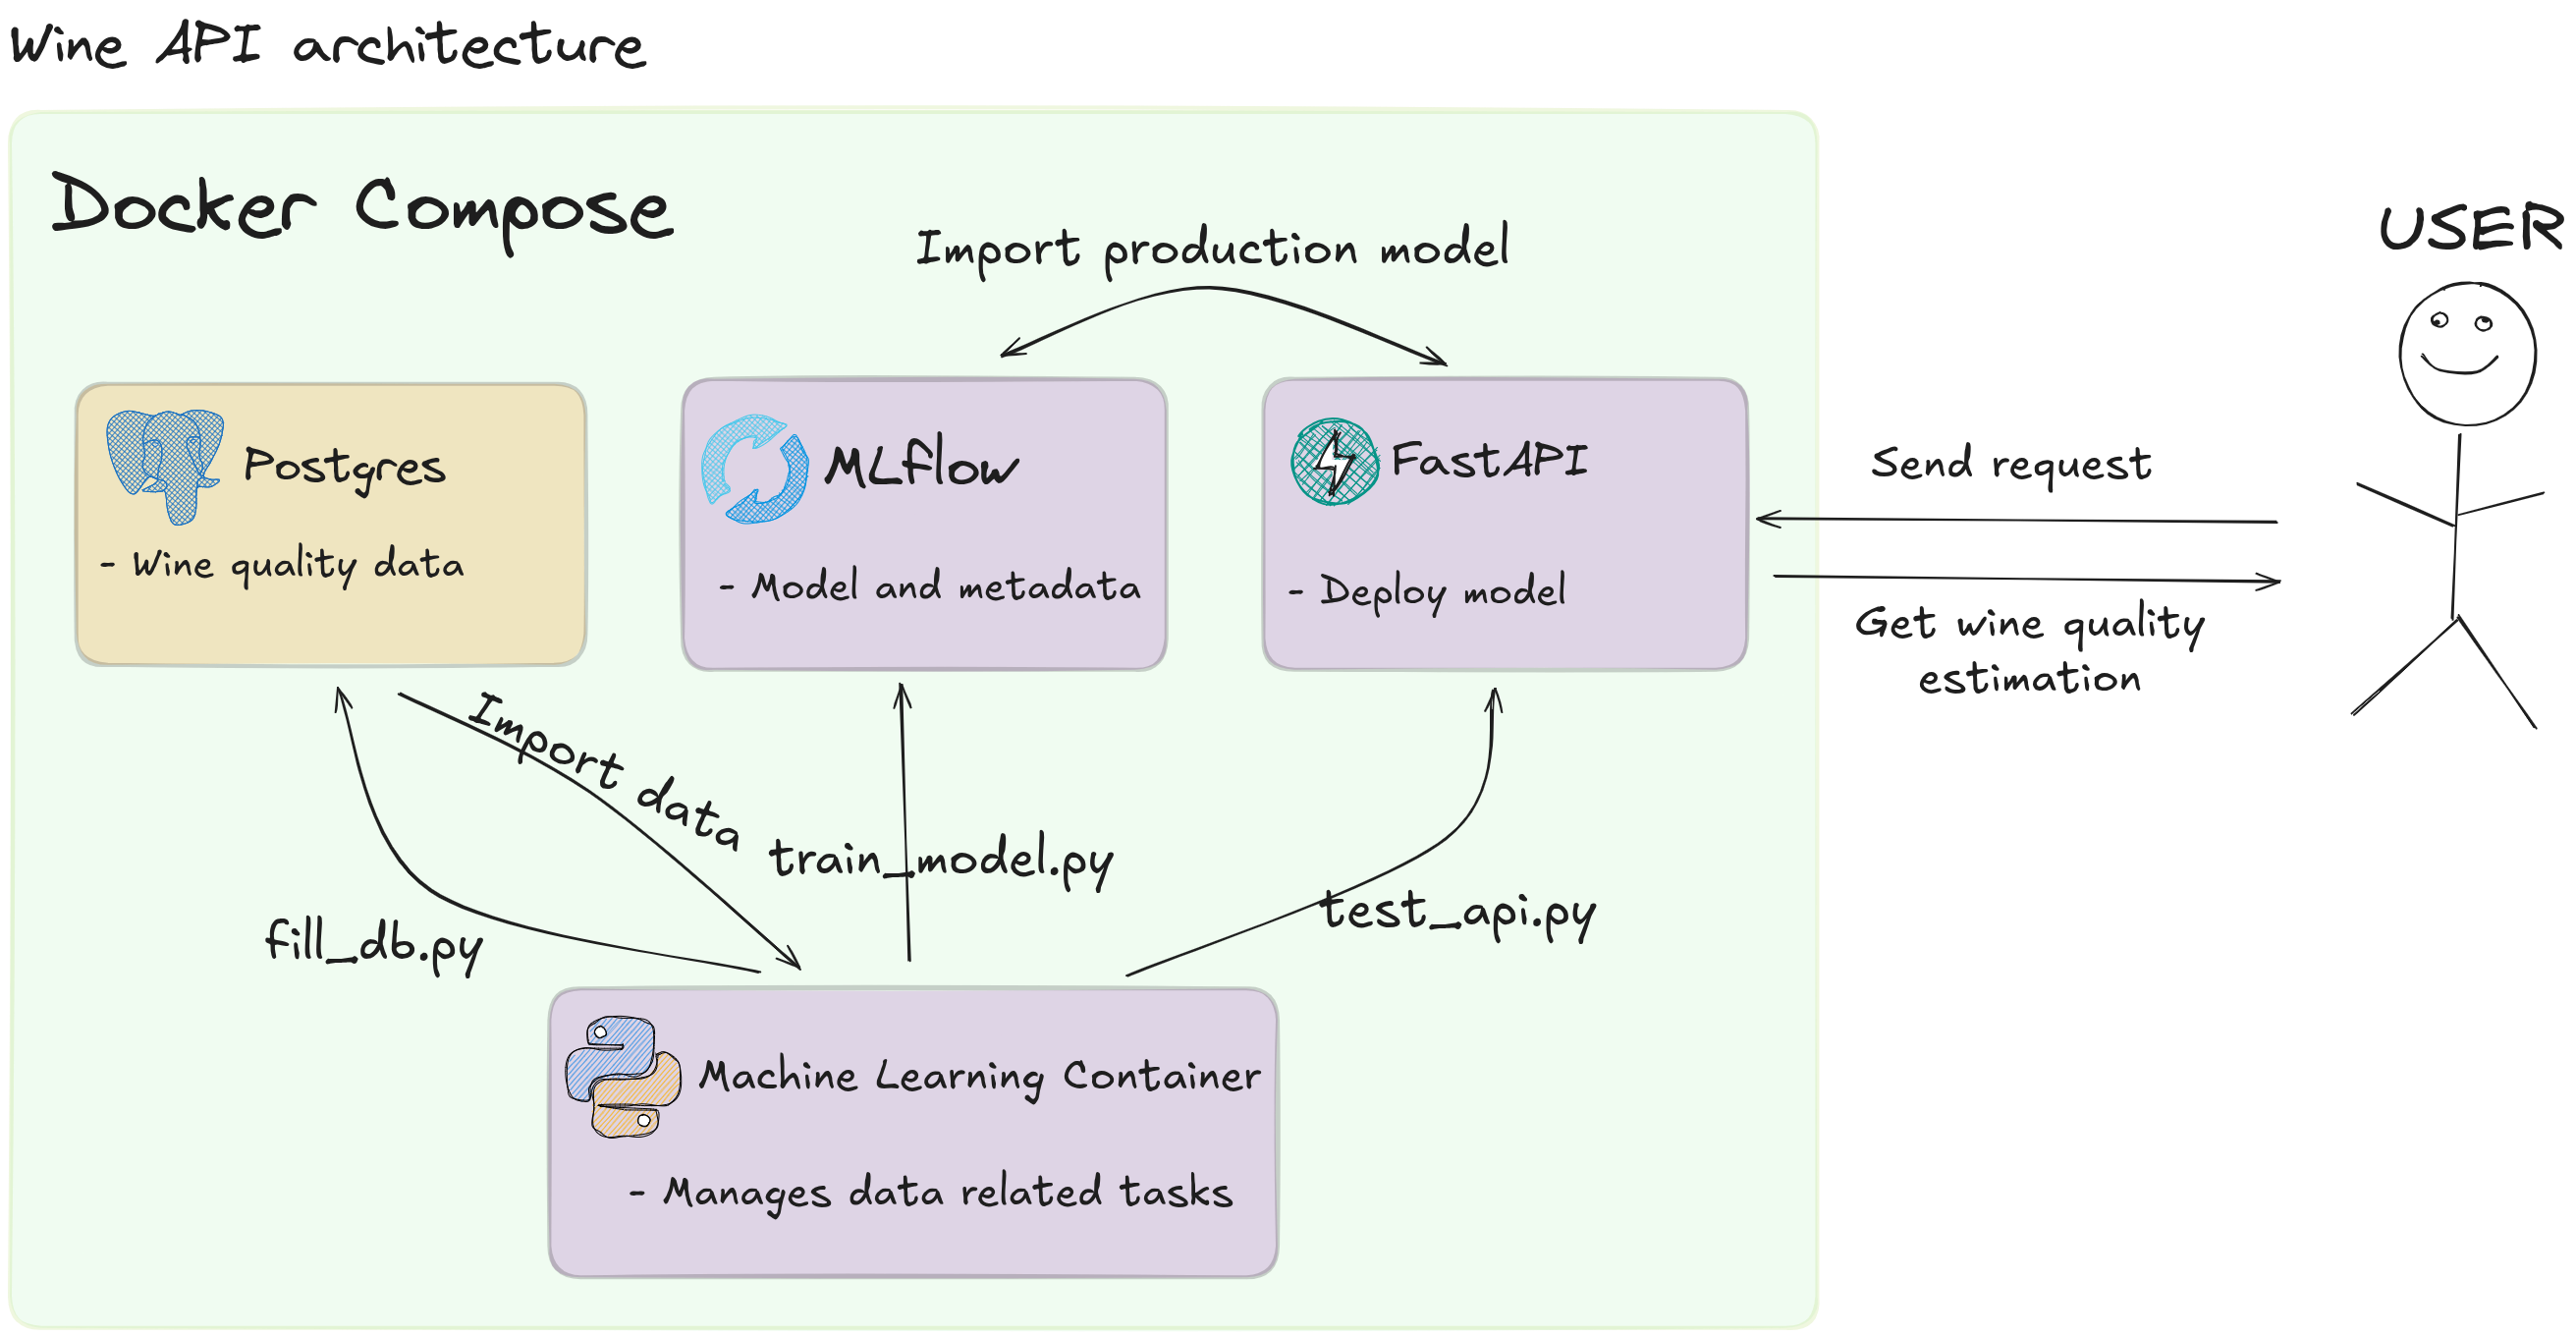 Wine API architecture
Docker Compose
USER
Import production model
Postgres
MLflow
FastAPI
Send request
- Wine quality data
- Model and metadata
- Deploy model
Get wine quality
estimation
Import data
train_model.py
test_api.py
fill_db.py
Machine Learning Container
- Manages data related tasks